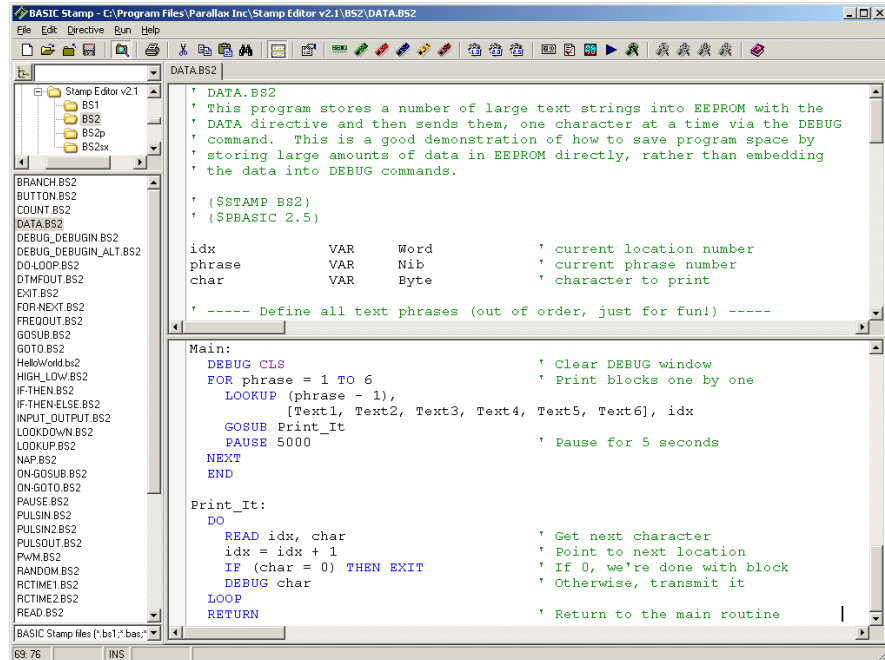 BASIC Stamp - C:\Program Files\Parallax Inc\Stamp Editor v2.1\BS2\DATA.BS2
File Edit Directive Run Help
DATA.BS2
Stamp Editor v2.1
BS1
BS2
BS2p
BS2sx
BRANCH.BS2
BUTTON.BS2
COUNT.BS2
DATA.BS2
DEBUG_DEBUGIN.BS2
DEBUG_DEBUGIN_ALT.BS2
DO-LOOP.BS2
DTMFOUT.BS2
EXIT.BS2
FOR-NEXT.BS2
FREQOUT.BS2
GOSUB.BS2
GOTO.BS2
HelloWorld.bs2
HIGH_LOW.BS2
IF-THEN.BS2
IF-THEN-ELSE.BS2
INPUT_OUTPUT.BS2
LOOKDOWN.BS2
LOOKUP.BS2
NAP.BS2
ON-GOSUB.BS2
ON-GOTO.BS2
PAUSE.BS2
PULSIN.BS2
PULSIN2.BS2
PULSOUT.BS2
PWM.BS2
RANDOM.BS2
RCTIME1.BS2
RCTIME2.BS2
READ.BS2
BASIC Stamp files (*.bs1;*.bas;*
' DATA.BS2
' This program stores a number of large text strings into EEPROM with the
' DATA directive and then sends them, one character at a time via the DEBUG
' command.  This is a good demonstration of how to save program space by
' storing large amounts of data in EEPROM directly, rather than embedding
' the data into DEBUG commands.
' {$STAMP BS2}
' {$PBASIC 2.5}
idx VAR Word ' current location number
phrase VAR Nib ' current phrase number
char VAR Byte ' character to print
' ----- Define all text phrases (out of order, just for fun!) -----
Main:
DEBUG CLS ' Clear DEBUG window
FOR phrase = 1 TO 6 ' Print blocks one by one
LOOKUP (phrase - 1),
[Text1, Text2, Text3, Text4, Text5, Text6], idx
GOSUB Print_It
PAUSE 5000 ' Pause for 5 seconds
NEXT
END
Print_It:
DO
READ idx, char ' Get next character
idx = idx + 1 ' Point to next location
IF (char = 0) THEN EXIT ' If 0, we're done with block
DEBUG char ' Otherwise, transmit it
LOOP
RETURN ' Return to the main routine
69: 76 INS